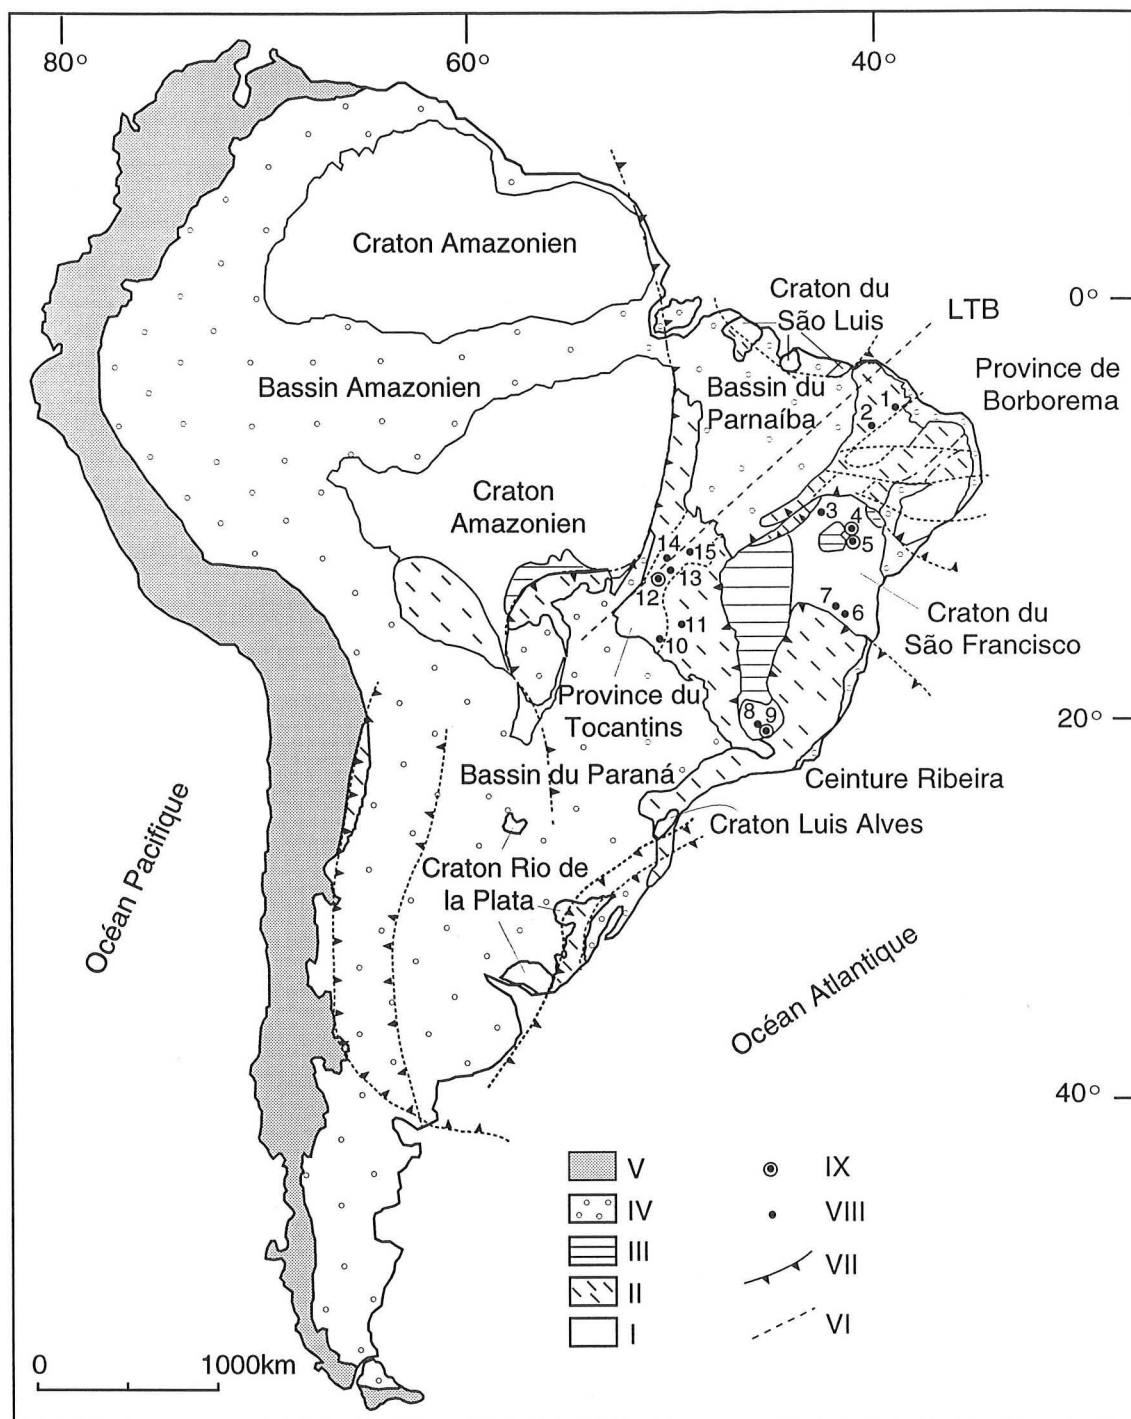 80°
60°
40°
Craton Amazonien
Craton du
São Luis
0°
LTB
Bassin Amazonien
Bassin du
Parnaíba
Province de
Borborema
1
2
Craton
Amazonien
3
4
5
14
15
13
12
7
6
11
10
Craton du
São Francisco
Province du
Tocantins
8
9
20°
Bassin du Paraná
Ceinture Ribeira
Craton Luis Alves
Craton Rio de
la Plata
Océan Pacifique
Océan Atlantique
40°
V
IX
IV
VIII
III
VII
II
I
VI
0
1000km